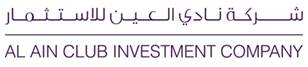 شركة نادي العين للاستثمار
AL AIN CLUB INVESTMENT COMPANY